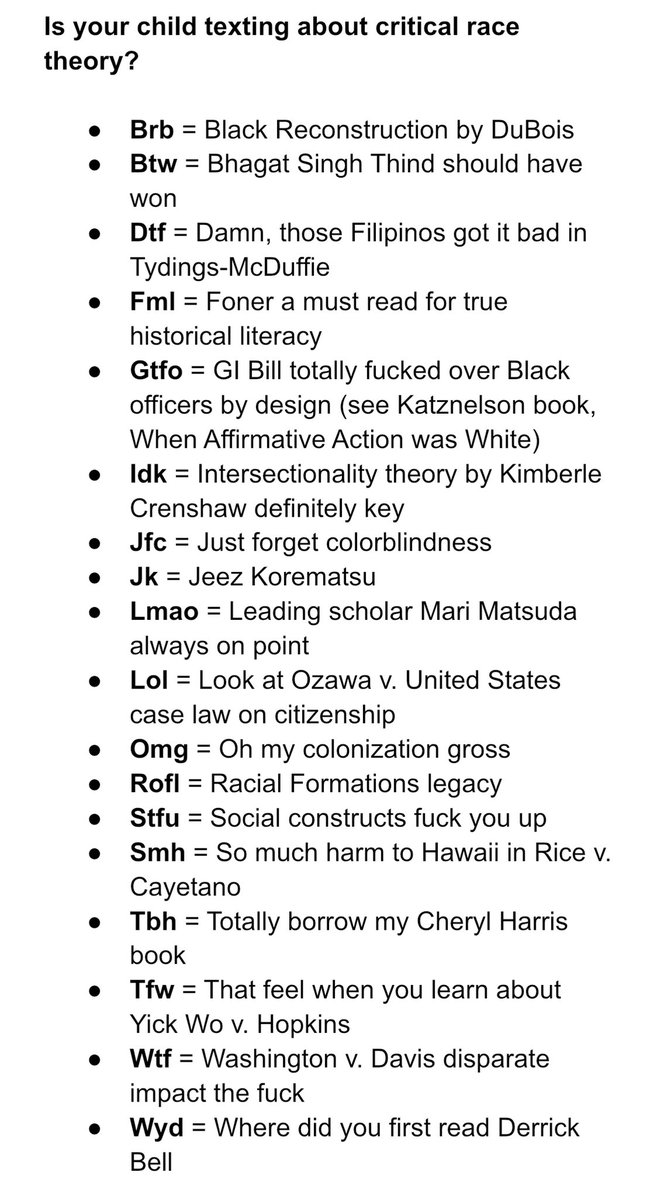 Is your child texting about critical race
theory?
● Brb = Black Reconstruction by DuBois
● Btw = Bhagat Singh Thind should have
won
● Dtf = Damn, those Filipinos got it bad in
Tydings-McDuffie
● Fml = Foner a must read for true
historical literacy
● Gtfo = GI Bill totally fucked over Black
officers by design (see Katznelson book,
When Affirmative Action was White)
● Idk = Intersectionality theory by Kimberle
Crenshaw definitely key
● Jfc = Just forget colorblindness
● Jk = Jeez Korematsu
● Lmao = Leading scholar Mari Matsuda
always on point
● Lol = Look at Ozawa v. United States
case law on citizenship
● Omg = Oh my colonization gross
● Rofl = Racial Formations legacy
● Stfu = Social constructs fuck you up
● Smh = So much harm to Hawaii in Rice v.
Cayetano
● Tbh = Totally borrow my Cheryl Harris
book
● Tfw = That feel when you learn about
Yick Wo v. Hopkins
● Wtf = Washington v. Davis disparate
impact the fuck
● Wyd = Where did you first read Derrick
Bell